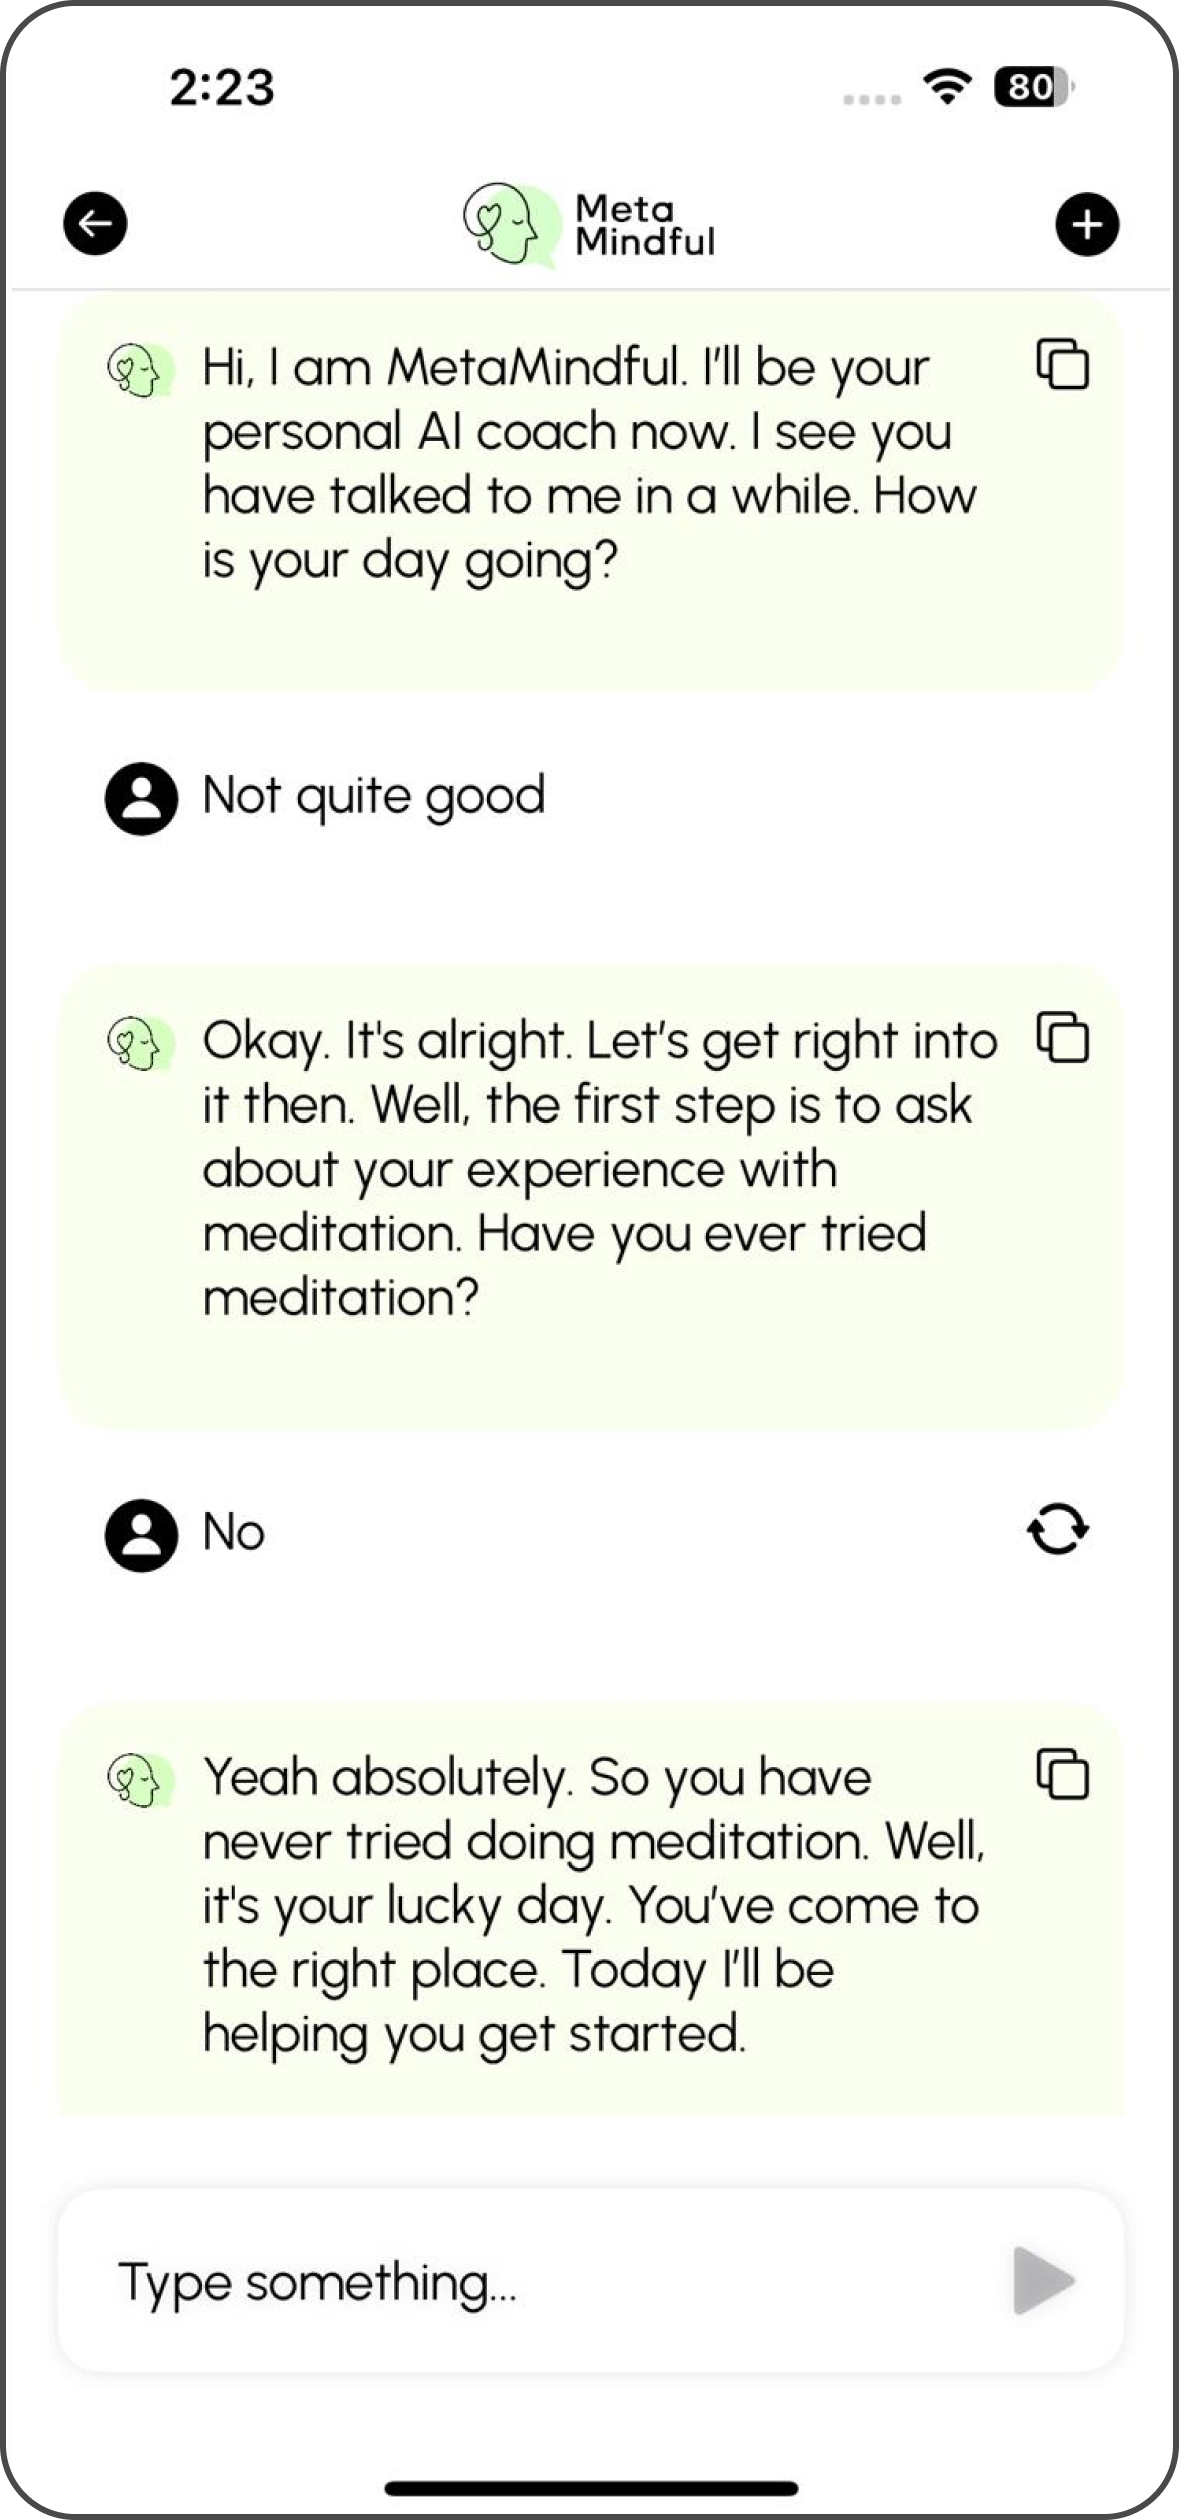 2:23
80
Meta
Mindful
Hi, I am MetaMindful. I'll be your
personal AI coach now. I see you
have talked to me in a while. How
is your day going?
Not quite good
Okay. It's alright. Let's get right into
it then. Well, the first step is to ask
about your experience with
meditation. Have you ever tried
meditation?
No
Yeah absolutely. So you have
never tried doing meditation. Well,
it's your lucky day. You've come to
the right place. Today I'll be
helping you get started.
Type something...